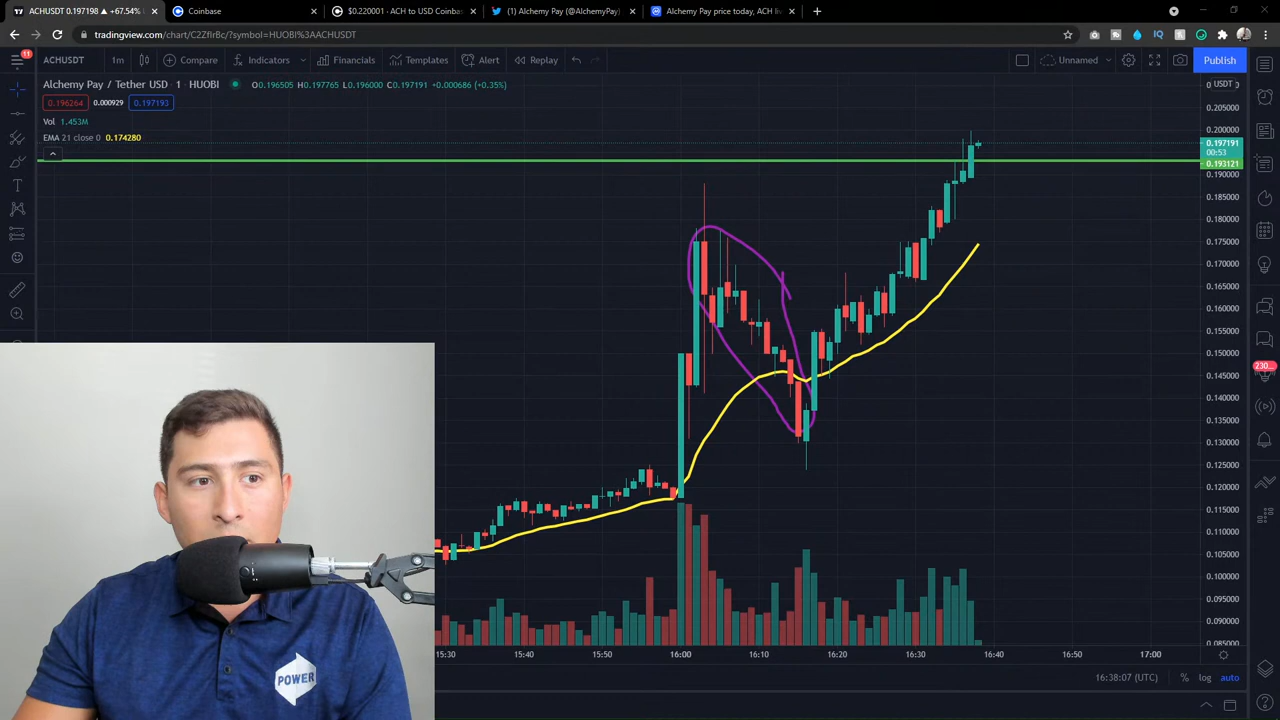 ACHUSDT 0.197198 ▲ +67.54%
Coinbase
$0.220001 · ACH to USD Coinbas
(1) Alchemy Pay (@AlchemyPay)
Alchemy Pay price today, ACH liv
tradingview.com/chart/C2ZfIrBc/?symbol=HUOBI%3AACHUSDT
11
ACHUSDT
1m
Compare
Indicators
Financials
Templates
Alert
Replay
Unnamed
Publish
Alchemy Pay / Tether USD · 1 · HUOBI
O0.196505 H0.197765 L0.196000 C0.197191 +0.000686 (+0.35%)
USDT
0.196264 0.000929 0.197193
Vol 1.453M
EMA 21 close 0 0.174280
0.205000
0.200000
0.197191
00:53
0.193121
0.190000
0.185000
0.180000
0.175000
0.170000
0.165000
0.160000
0.155000
0.150000
0.145000
0.140000
0.135000
0.130000
0.125000
0.120000
0.115000
0.110000
0.105000
0.100000
0.095000
0.090000
0.085000
230...
POWER
15:30 15:40 15:50 16:00 16:10 16:20 16:30 16:40 16:50 17:00
16:38:07 (UTC) % log auto